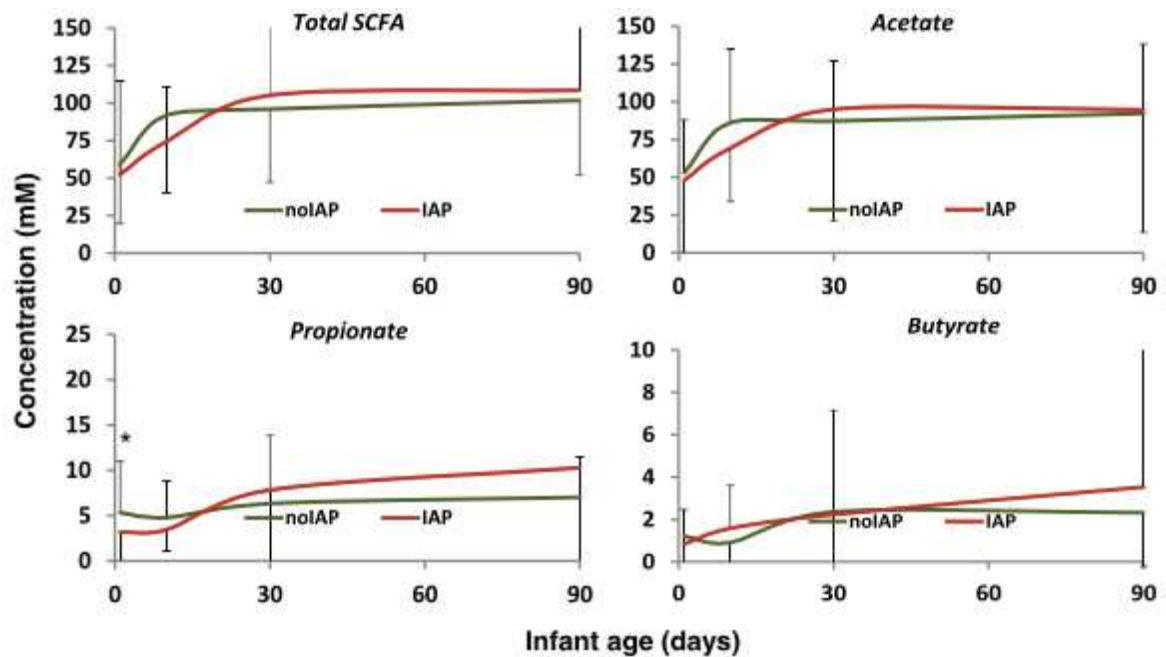 Total SCFA
150
125
100
75
50
25
0
noIAP IAP
0 30 60 90
Acetate
150
125
100
75
50
25
0
noIAP IAP
0 30 60 90
Propionate
25
20
15
10
5
0
*
noIAP IAP
0 30 60 90
Butyrate
10
8
6
4
2
0
noIAP IAP
0 30 60 90
Concentration (mM)
Infant age (days)